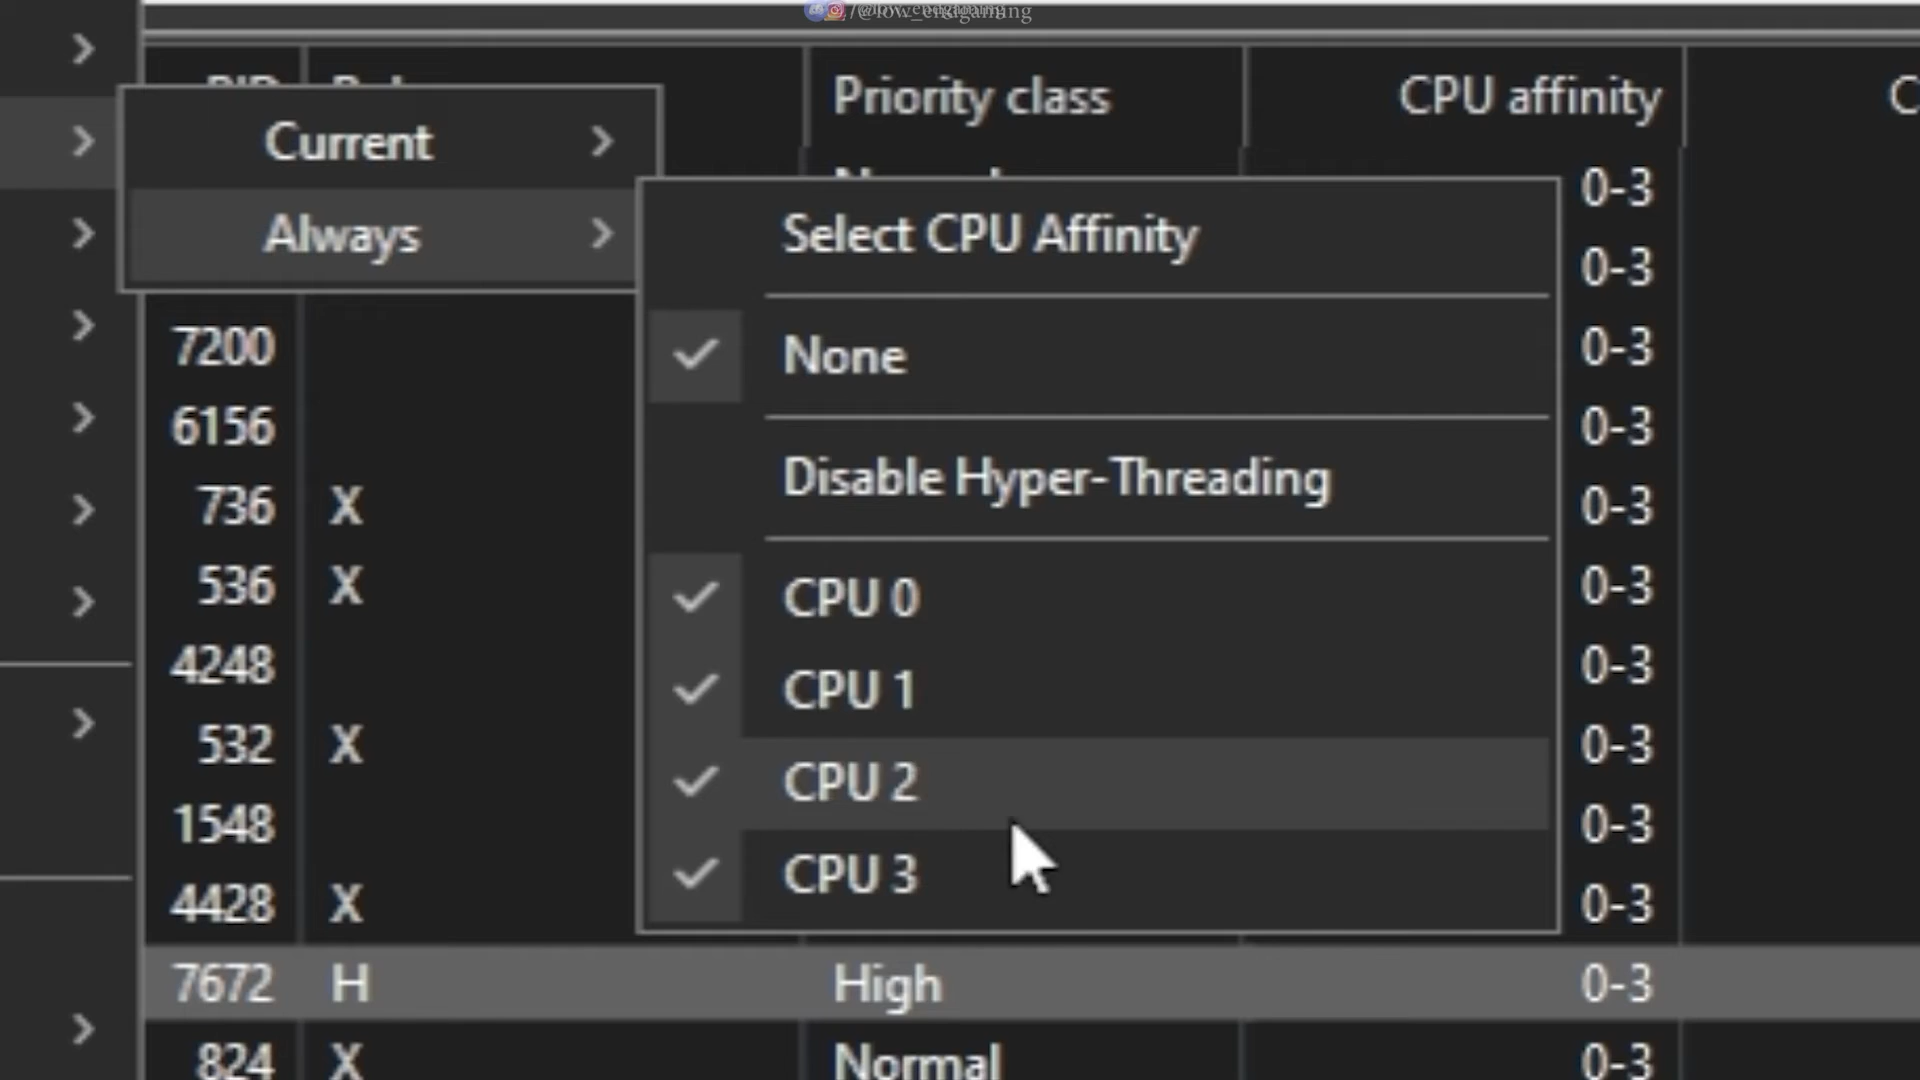 /@low_endgaming
Priority class
CPU affinity
Current
0-3
Always
Select CPU Affinity
0-3
7200
None
0-3
6156
0-3
736 X
Disable Hyper-Threading
0-3
536 X
CPU 0
0-3
4248
CPU 1
0-3
532 X
CPU 2
0-3
1548
0-3
4428 X
CPU 3
0-3
7672 H High 0-3
824 X Normal 0-3